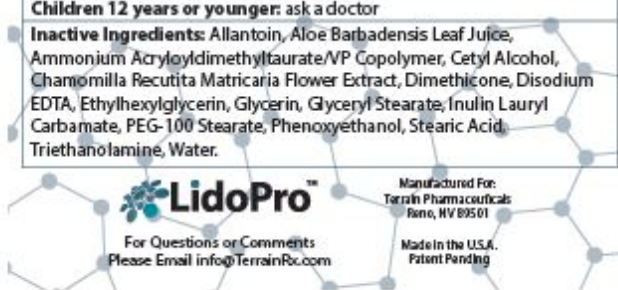 Children 12 years or younger: ask a doctor
Inactive Ingredients: Allantoin, Aloe Barbadensis Leaf Juice,
Ammonium Acryloyldimethyltaurate/VP Copolymer, Cetyl Alcohol,
Chamomilla Recutita Matricaria Flower Extract, Dimethicone, Disodium
EDTA, Ethylhexylglycerin, Glycerin, Glyceryl Stearate, Inulin Lauryl
Carbamate, PEG-100 Stearate, Phenoxyethanol, Stearic Acid,
Triethanolamine, Water.
LidoPro™
For Questions or Comments
Please Email info@TerrainRx.com
Manufactured For:
Terrain Pharmaceuticals
Reno, NV 89501
Made in the U.S.A.
Patent Pending